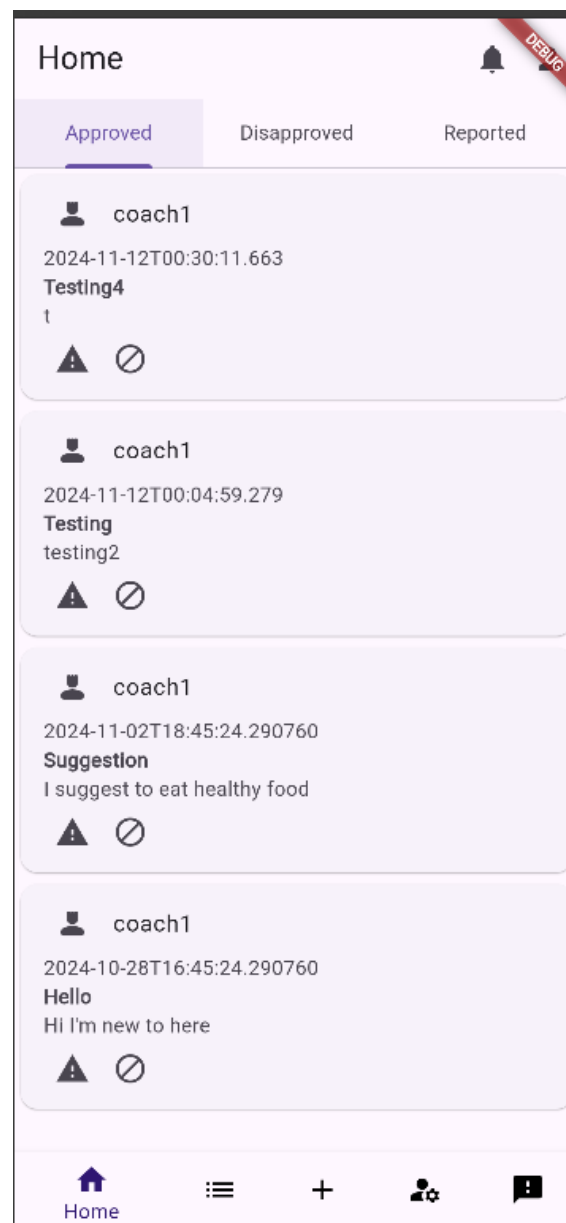 Home
DEBUG
Approved Disapproved Reported
coach1
2024-11-12T00:30:11.663
Testing4
t
coach1
2024-11-12T00:04:59.279
Testing
testing2
coach1
2024-11-02T18:45:24.290760
Suggestion
I suggest to eat healthy food
coach1
2024-10-28T16:45:24.290760
Hello
Hi I'm new to here
Home